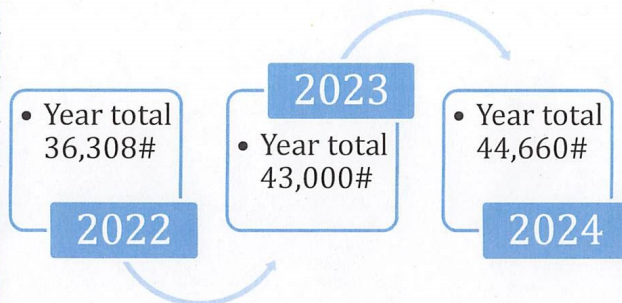 • Year total
36,308#
2022
2023
• Year total
43,000#
• Year total
44,660#
2024